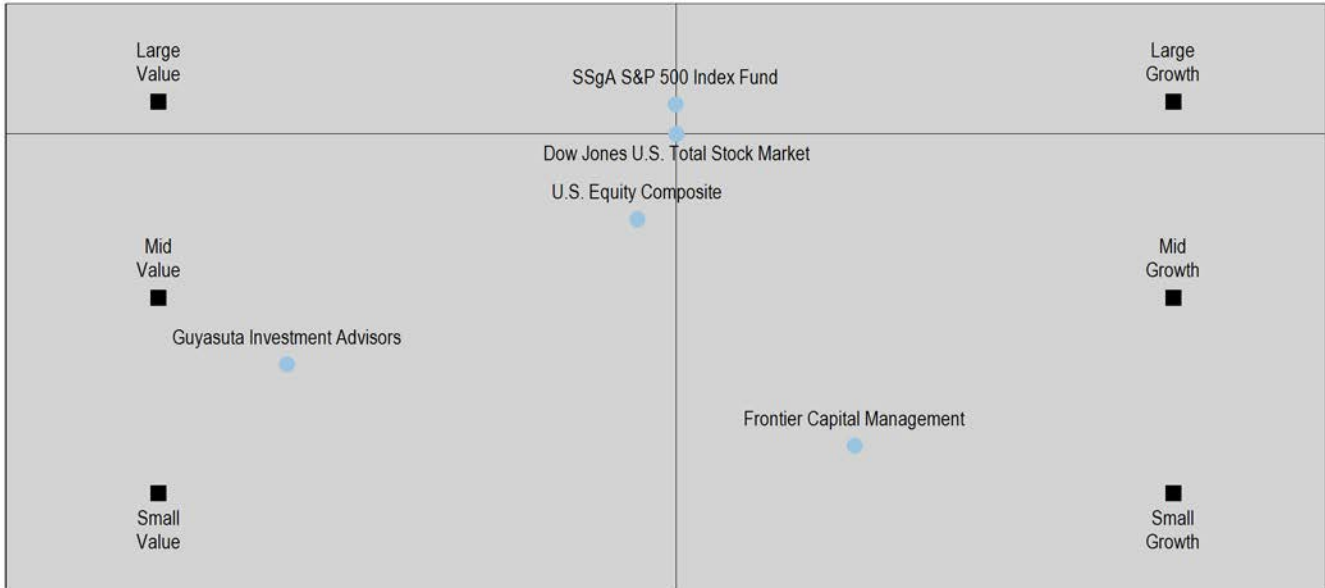 Large
Value
Large
Growth
SSgA S&P 500 Index Fund
Dow Jones U.S. Total Stock Market
U.S. Equity Composite
Mid
Value
Mid
Growth
Guyasuta Investment Advisors
Frontier Capital Management
Small
Value
Small
Growth